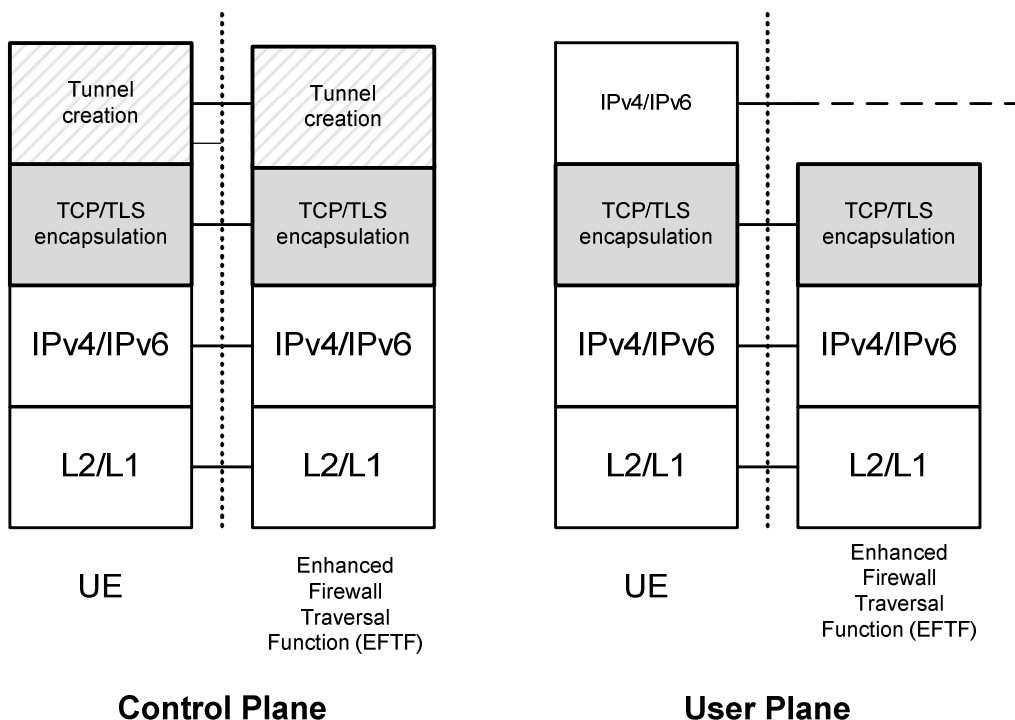 Tunnel
creation
TCP/TLS
encapsulation
IPv4/IPv6
L2/L1
UE
Tunnel
creation
TCP/TLS
encapsulation
IPv4/IPv6
L2/L1
Enhanced
Firewall
Traversal
Function (EFTF)
Control Plane
IPv4/IPv6
TCP/TLS
encapsulation
IPv4/IPv6
L2/L1
UE
TCP/TLS
encapsulation
IPv4/IPv6
L2/L1
Enhanced
Firewall
Traversal
Function (EFTF)
User Plane